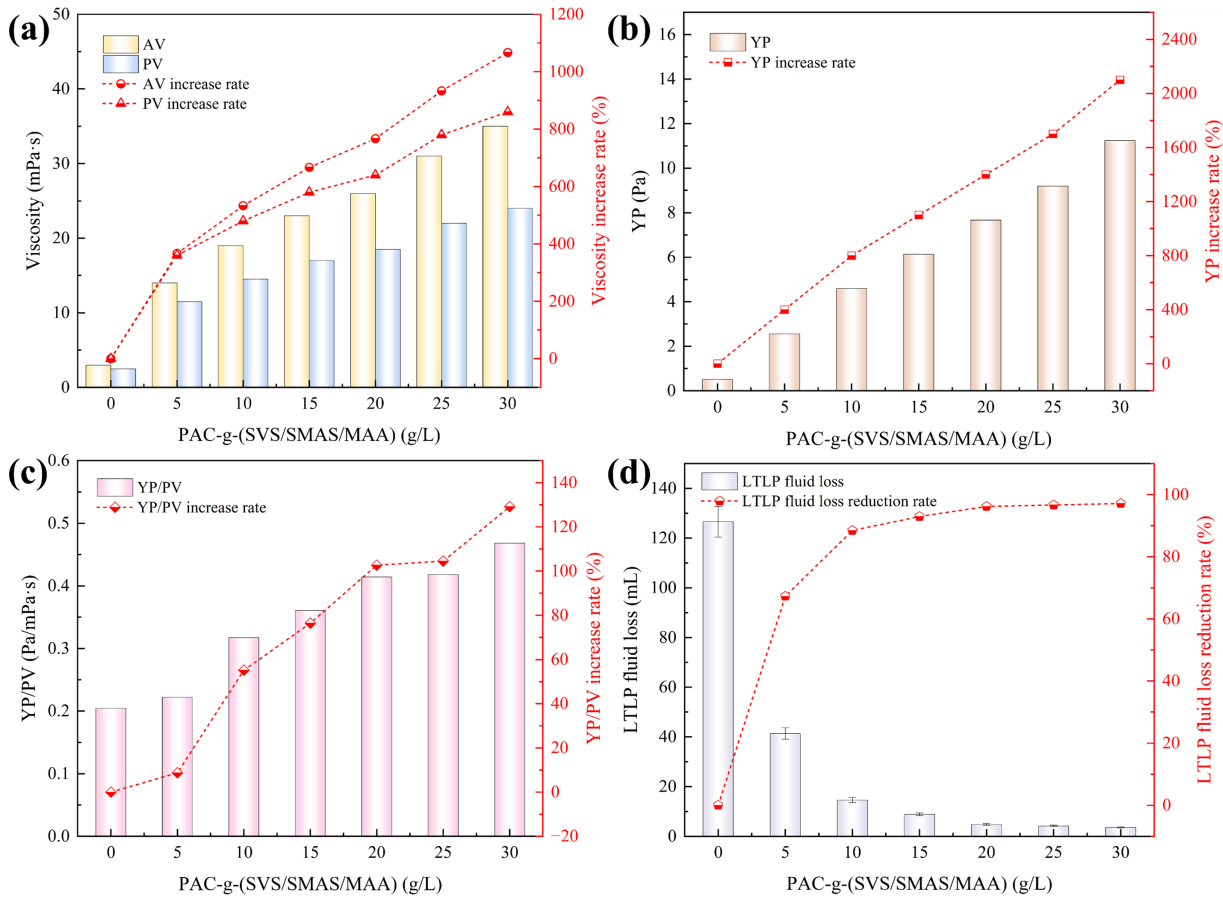 (a)
AV
PV
AV increase rate
PV increase rate
Viscosity (mPa·s)
0
10
20
30
40
50
Viscosity increase rate (%)
0
200
400
600
800
1000
1200
0 5 10 15 20 25 30
PAC-g-(SVS/SMAS/MAA) (g/L)
(b)
YP
YP increase rate
YP (Pa)
0
2
4
6
8
10
12
14
16
YP increase rate (%)
0
400
800
1200
1600
2000
2400
0 5 10 15 20 25 30
PAC-g-(SVS/SMAS/MAA) (g/L)
(c)
YP/PV
YP/PV increase rate
YP/PV (Pa/mPa·s)
0.0
0.1
0.2
0.3
0.4
0.5
0.6
YP/PV increase rate (%)
−20
0
20
40
60
80
100
120
140
0 5 10 15 20 25 30
PAC-g-(SVS/SMAS/MAA) (g/L)
(d)
LTLP fluid loss
LTLP fluid loss reduction rate
LTLP fluid loss (mL)
0
20
40
60
80
100
120
140
LTLP fluid loss reduction rate (%)
0
20
40
60
80
100
0 5 10 15 20 25 30
PAC-g-(SVS/SMAS/MAA) (g/L)